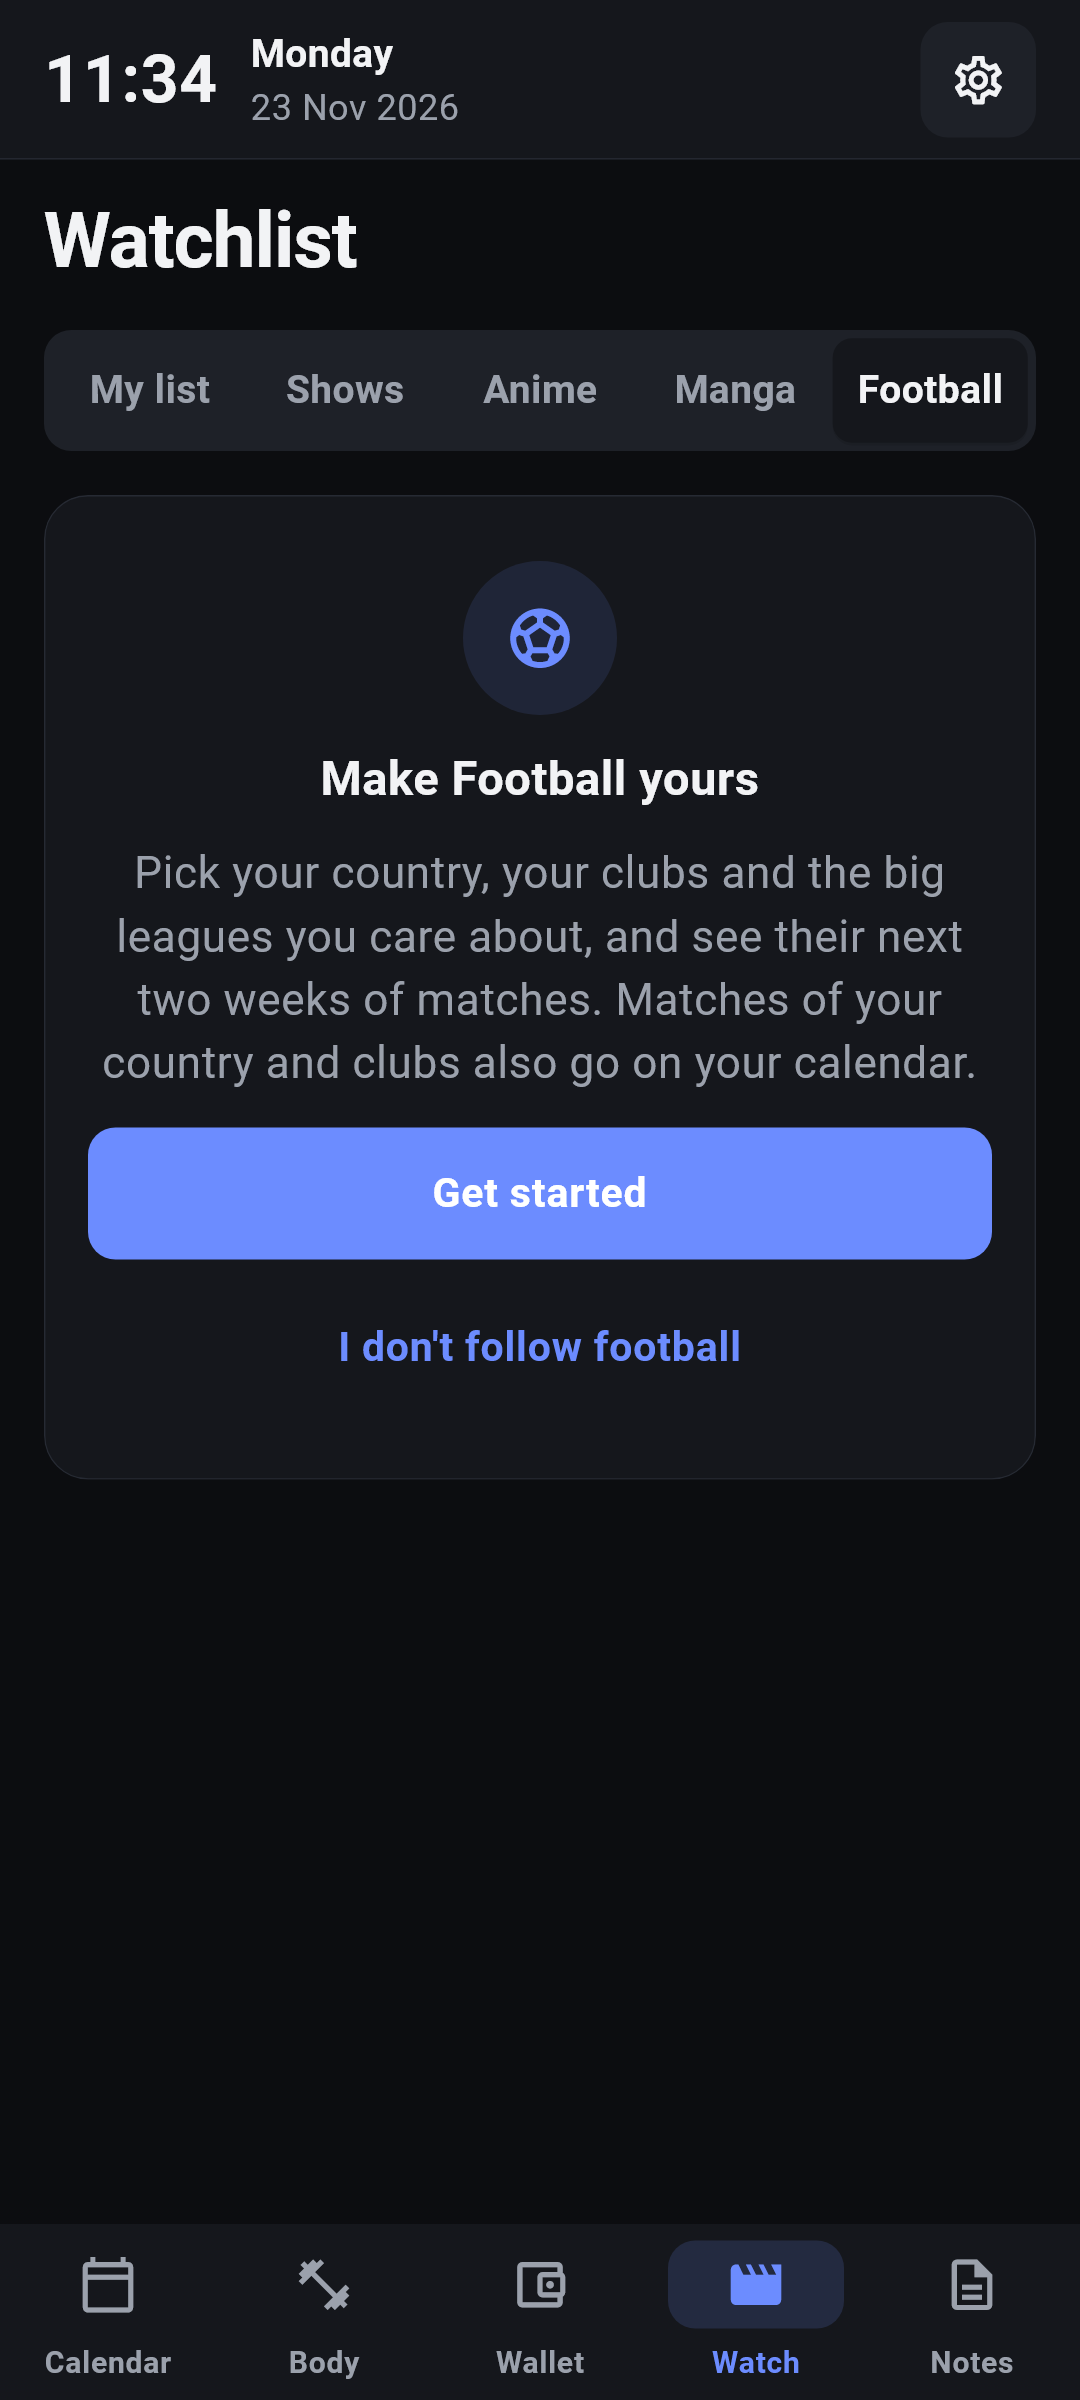 11:34
Monday
23 Nov 2026
Watchlist
My list
Shows
Anime
Manga
Football
Make Football yours
Pick your country, your clubs and the big
leagues you care about, and see their next
two weeks of matches. Matches of your
country and clubs also go on your calendar.
Get started
I don't follow football
Calendar
Body
Wallet
Watch
Notes